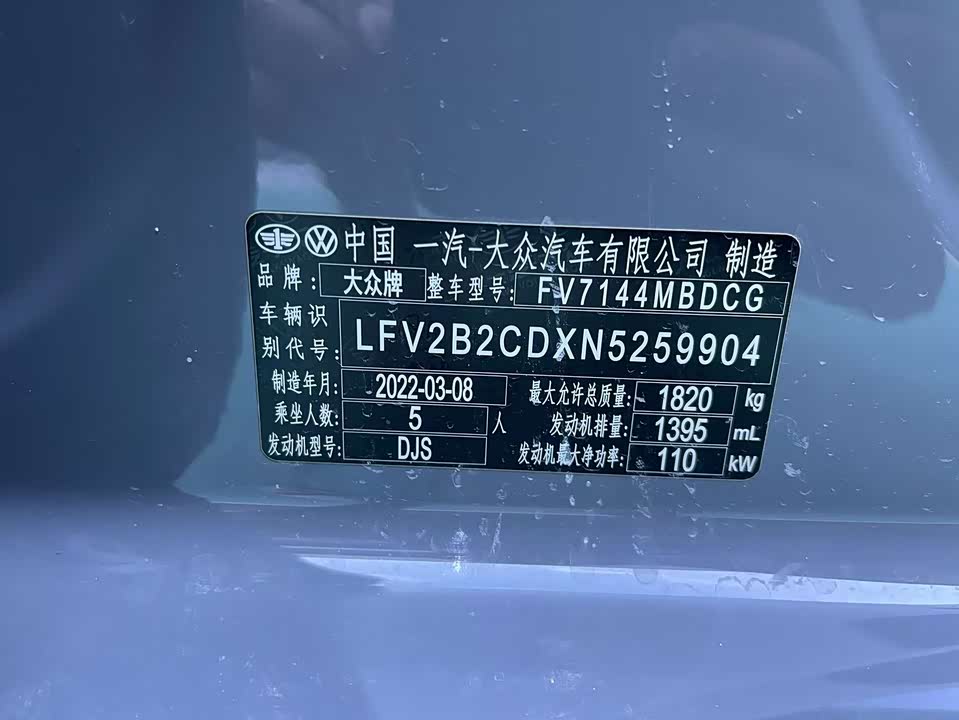 中国 一汽-大众汽车有限公司 制造
品牌: 大众牌 整车型号: FV7144MBDCG
车辆识别代号: LFV2B2CDXN5259904
制造年月: 2022-03-08 最大允许总质量: 1820 kg
乘坐人数: 5 人 发动机排量: 1395 mL
发动机型号: DJS 发动机最大净功率: 110 kW